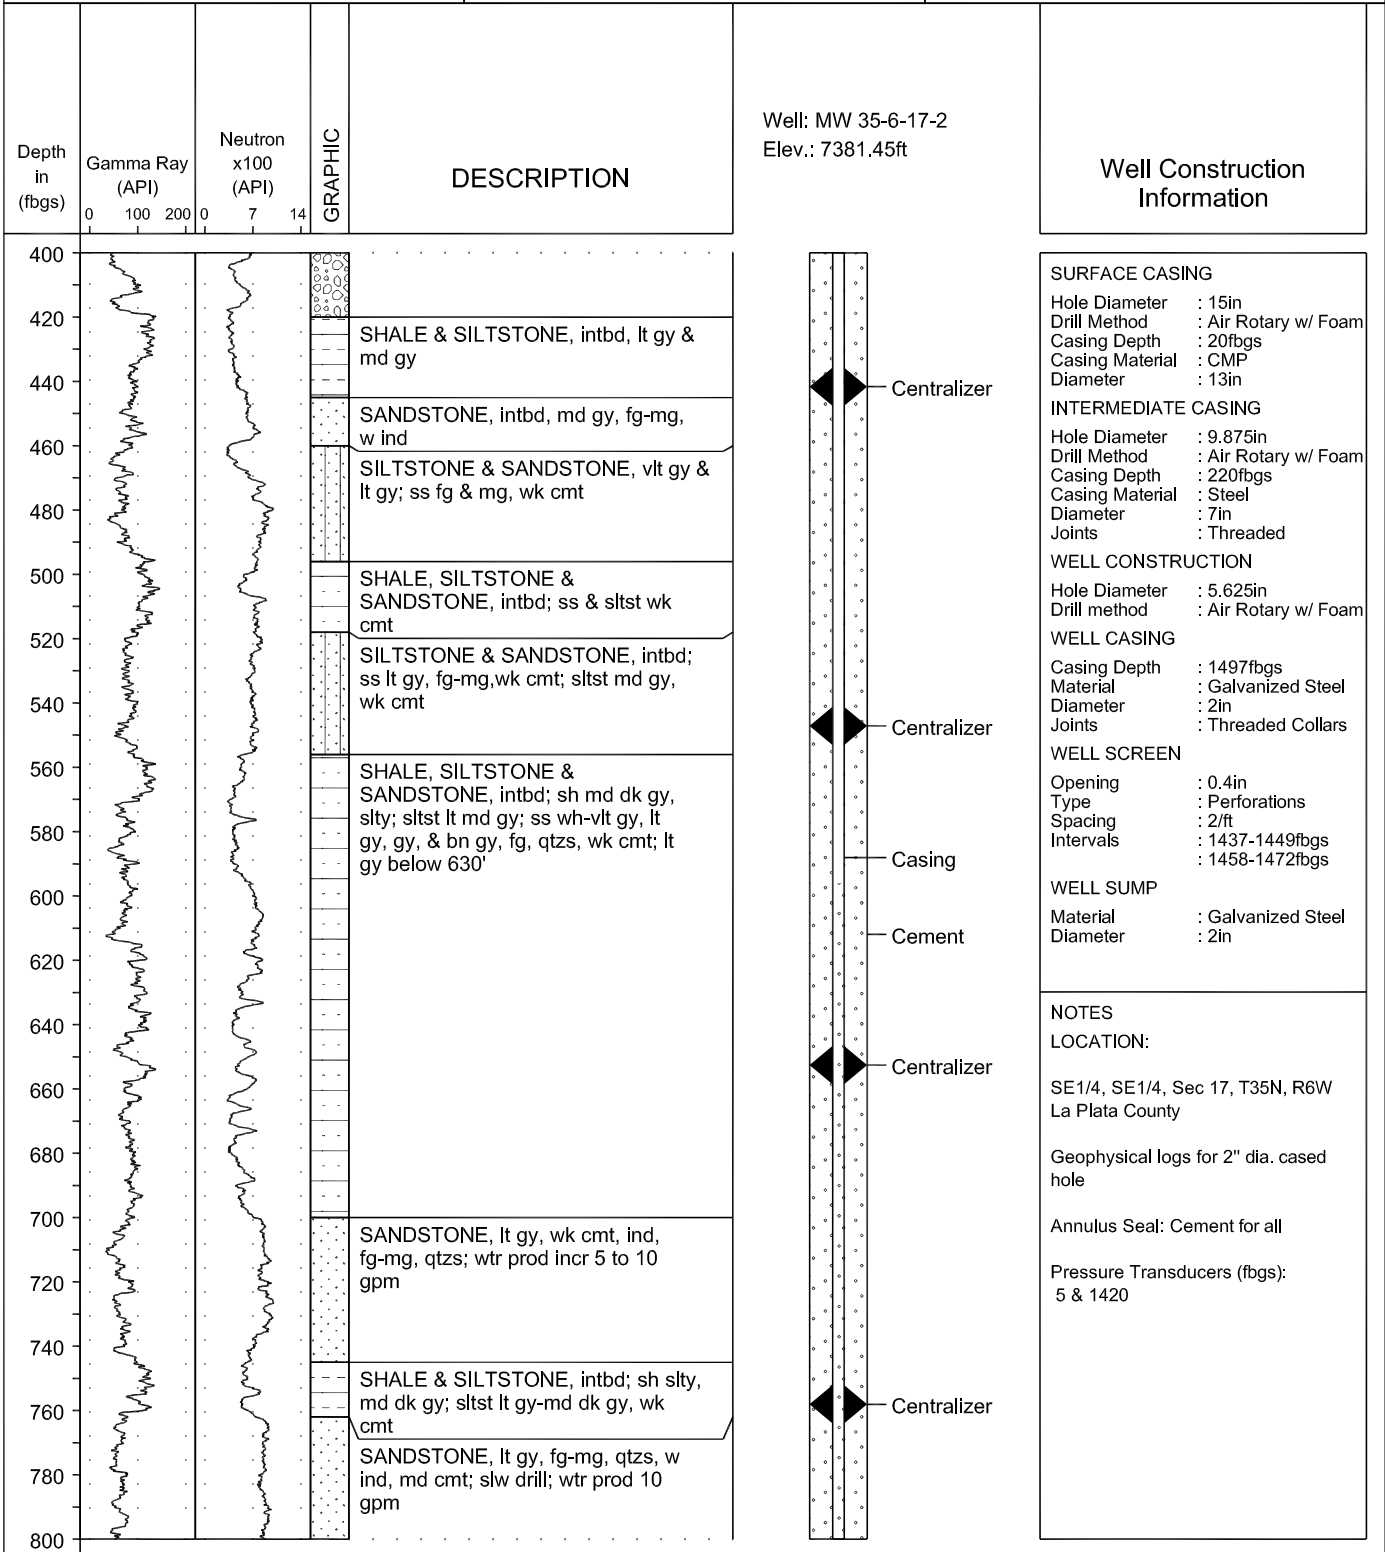 Depth
in
(fbgs)
Gamma Ray
(API)
0 100 200
Neutron
x100
(API)
0 7 14
GRAPHIC
DESCRIPTION
Well: MW 35-6-17-2
Elev.: 7381.45ft
Well Construction
Information
400
420
440
460
480
500
520
540
560
580
600
620
640
660
680
700
720
740
760
780
800
SHALE & SILTSTONE, intbd, lt gy &
md gy
SANDSTONE, intbd, md gy, fg-mg,
w ind
SILTSTONE & SANDSTONE, vlt gy &
lt gy; ss fg & mg, wk cmt
SHALE, SILTSTONE &
SANDSTONE, intbd; ss & sltst wk
cmt
SILTSTONE & SANDSTONE, intbd;
ss lt gy, fg-mg,wk cmt; sltst md gy,
wk cmt
SHALE, SILTSTONE &
SANDSTONE, intbd; sh md dk gy,
slty; sltst lt md gy; ss wh-vlt gy, lt
gy, gy, & bn gy, fg, qtzs, wk cmt; lt
gy below 630'
SANDSTONE, lt gy, wk cmt, ind,
fg-mg, qtzs; wtr prod incr 5 to 10
gpm
SHALE & SILTSTONE, intbd; sh slty,
md dk gy; sltst lt gy-md dk gy, wk
cmt
SANDSTONE, lt gy, fg-mg, qtzs, w
ind, md cmt; slw drill; wtr prod 10
gpm
Centralizer
Centralizer
Casing
Cement
Centralizer
Centralizer
SURFACE CASING
Hole Diameter : 15in
Drill Method : Air Rotary w/ Foam
Casing Depth : 20fbgs
Casing Material : CMP
Diameter : 13in
INTERMEDIATE CASING
Hole Diameter : 9.875in
Drill Method : Air Rotary w/ Foam
Casing Depth : 220fbgs
Casing Material : Steel
Diameter : 7in
Joints : Threaded
WELL CONSTRUCTION
Hole Diameter : 5.625in
Drill method : Air Rotary w/ Foam
WELL CASING
Casing Depth : 1497fbgs
Material : Galvanized Steel
Diameter : 2in
Joints : Threaded Collars
WELL SCREEN
Opening : 0.4in
Type : Perforations
Spacing : 2/ft
Intervals : 1437-1449fbgs
: 1458-1472fbgs
WELL SUMP
Material : Galvanized Steel
Diameter : 2in
NOTES
LOCATION:
SE1/4, SE1/4, Sec 17, T35N, R6W
La Plata County
Geophysical logs for 2" dia. cased
hole
Annulus Seal: Cement for all
Pressure Transducers (fbgs):
5 & 1420